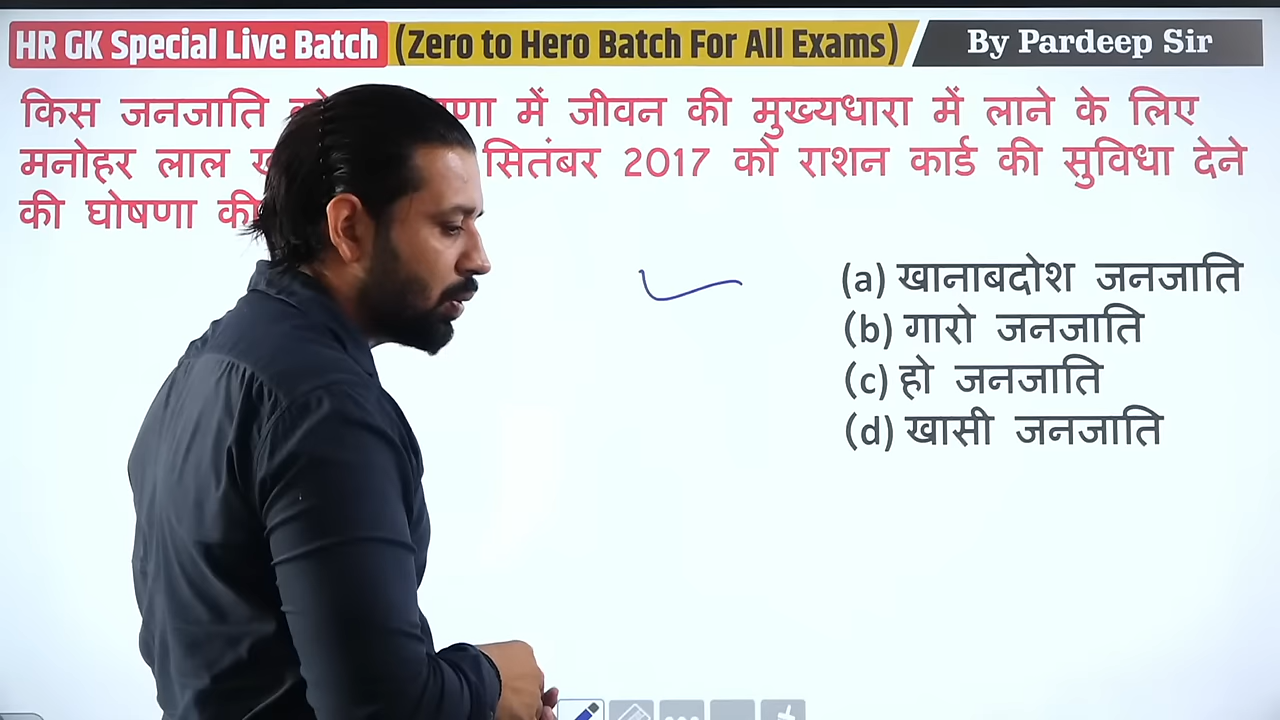 HR GK Special Live Batch (Zero to Hero Batch For All Exams) By Pardeep Sir
किस जनजाति में जीवन की मुख्यधारा में लाने के लिए
मनोहर लाल सितंबर 2017 को राशन कार्ड की सुविधा देने
की घोषणा की
(a) खानाबदोश जनजाति
(b) गारो जनजाति
(c) हो जनजाति
(d) खासी जनजाति